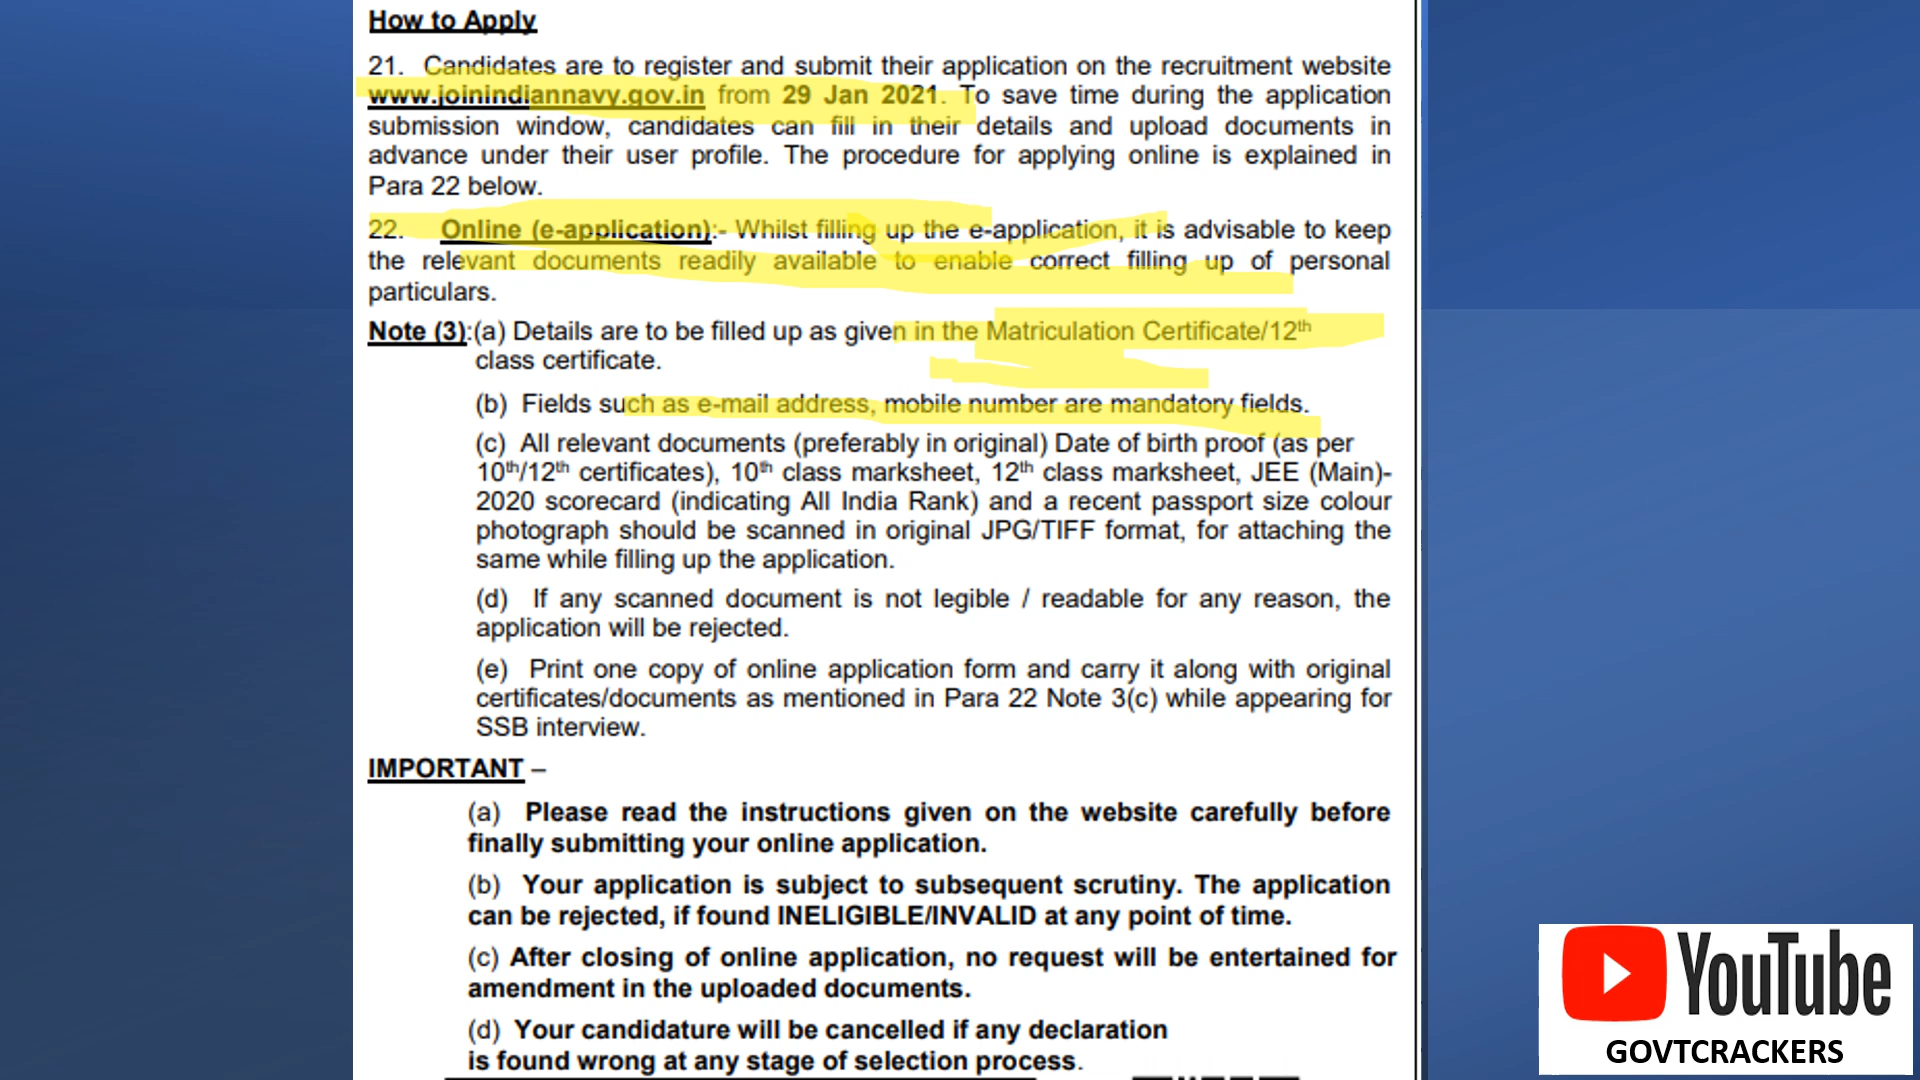 How to Apply
21. Candidates are to register and submit their application on the recruitment website
www.joinindiannavy.gov.in from 29 Jan 2021. To save time during the application
submission window, candidates can fill in their details and upload documents in
advance under their user profile. The procedure for applying online is explained in
Para 22 below.
22. Online (e-application):- Whilst filling up the e-application, it is advisable to keep
the relevant documents readily available to enable correct filling up of personal
particulars.
Note (3):(a) Details are to be filled up as given in the Matriculation Certificate/12th
class certificate.
(b) Fields such as e-mail address, mobile number are mandatory fields.
(c) All relevant documents (preferably in original) Date of birth proof (as per
10th/12th certificates), 10th class marksheet, 12th class marksheet, JEE (Main)-
2020 scorecard (indicating All India Rank) and a recent passport size colour
photograph should be scanned in original JPG/TIFF format, for attaching the
same while filling up the application.
(d) If any scanned document is not legible / readable for any reason, the
application will be rejected.
(e) Print one copy of online application form and carry it along with original
certificates/documents as mentioned in Para 22 Note 3(c) while appearing for
SSB interview.
IMPORTANT –
(a) Please read the instructions given on the website carefully before
finally submitting your online application.
(b) Your application is subject to subsequent scrutiny. The application
can be rejected, if found INELIGIBLE/INVALID at any point of time.
(c) After closing of online application, no request will be entertained for
amendment in the uploaded documents.
(d) Your candidature will be cancelled if any declaration
is found wrong at any stage of selection process.
YouTube
GOVTCRACKERS